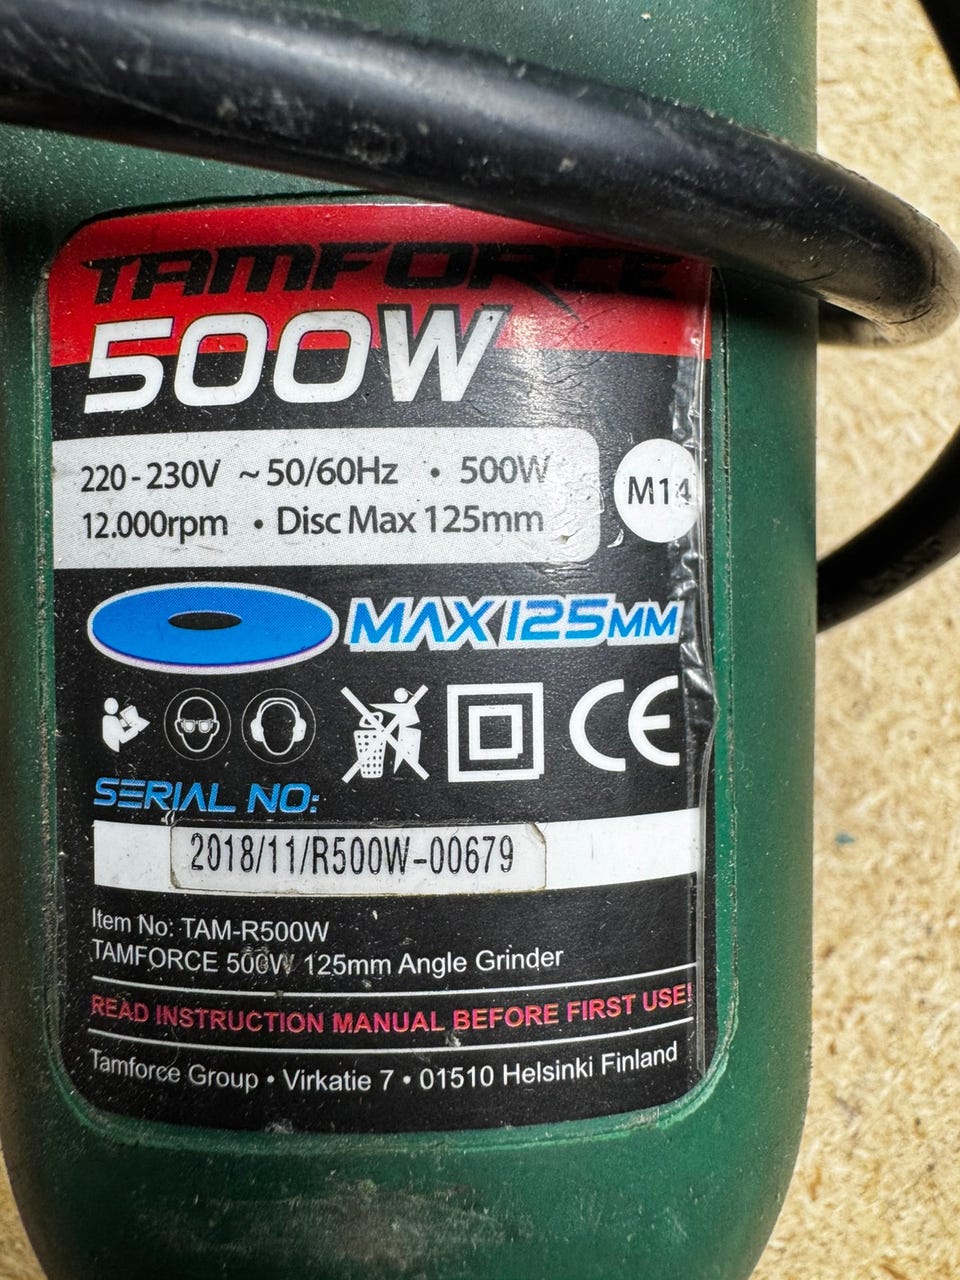 TAMFORCE
500W
220-230V ~ 50/60Hz • 500W
12.000rpm • Disc Max 125mm
M14
MAX 125MM
CE
SERIAL NO:
2018/11/R500W-00679
Item No: TAM-R500W
TAMFORCE 500W 125mm Angle Grinder
READ INSTRUCTION MANUAL BEFORE FIRST USE!
Tamforce Group • Virkatie 7 • 01510 Helsinki Finland